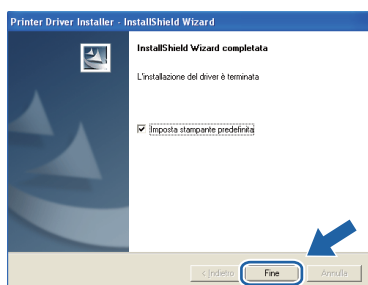 Printer Driver Installer - InstallShield Wizard
InstallShield Wizard completata
L'installazione del driver è terminata
Imposta stampante predefinita
< Indietro Fine Annulla